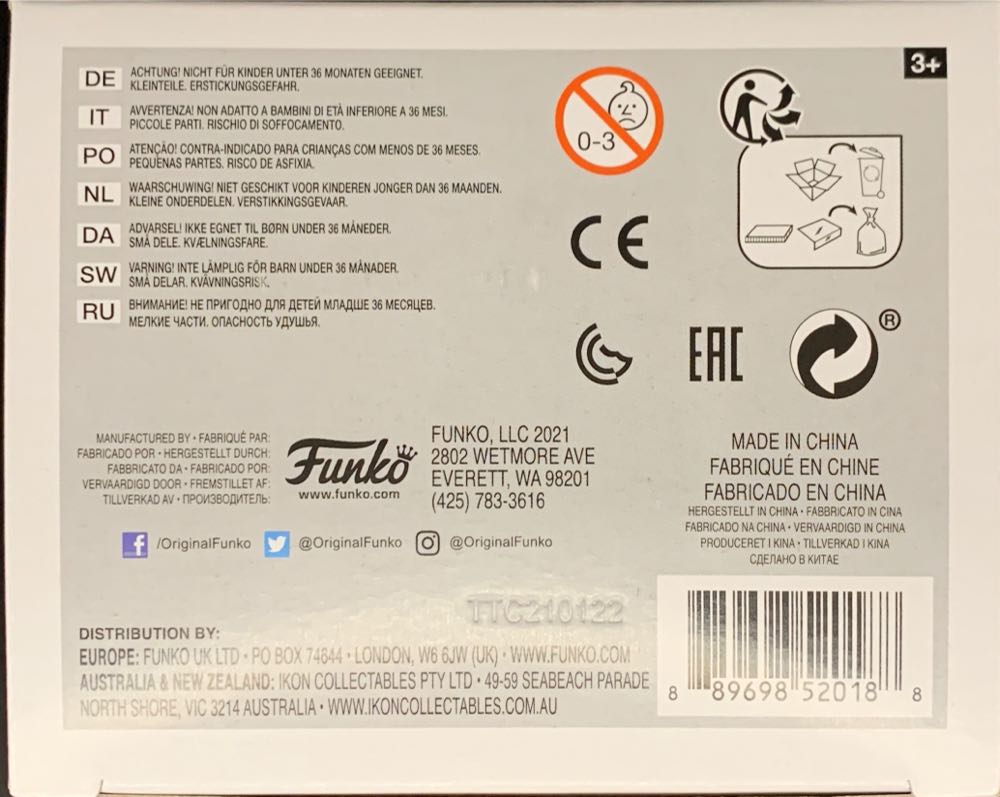 3+
DE ACHTUNG! NICHT FÜR KINDER UNTER 36 MONATEN GEEIGNET.
KLEINTEILE. ERSTICKUNGSGEFAHR.
IT AVVERTENZA! NON ADATTO A BAMBINI DI ETÀ INFERIORE A 36 MESI.
PICCOLE PARTI. RISCHIO DI SOFFOCAMENTO.
PO ATENÇÃO! CONTRA-INDICADO PARA CRIANÇAS COM MENOS DE 36 MESES.
PEQUENAS PARTES. RISCO DE ASFIXIA.
NL WAARSCHUWING! NIET GESCHIKT VOOR KINDEREN JONGER DAN 36 MAANDEN.
KLEINE ONDERDELEN. VERSTIKKINGSGEVAAR.
DA ADVARSEL! IKKE EGNET TIL BØRN UNDER 36 MÅNEDER.
SMÅ DELE. KVÆLNINGSFARE.
SW VARNING! INTE LÄMPLIG FÖR BARN UNDER 36 MÅNADER.
SMÅ DELAR. KVÄVNINGSRISK.
RU ВНИМАНИЕ! НЕ ПРИГОДНО ДЛЯ ДЕТЕЙ МЛАДШЕ 36 МЕСЯЦЕВ.
МЕЛКИЕ ЧАСТИ. ОПАСНОСТЬ УДУШЬЯ.
0-3
CE
EAC
®
MANUFACTURED BY • FABRIQUÉ PAR:
FABRICADO POR • HERGESTELLT DURCH:
FABBRICATO DA • FABRICADO POR:
VERVAARDIGD DOOR • FREMSTILLET AF:
TILLVERKAD AV • ПРОИЗВОДИТЕЛЬ:
Funko
www.funko.com
FUNKO, LLC 2021
2802 WETMORE AVE
EVERETT, WA 98201
(425) 783-3616
MADE IN CHINA
FABRIQUÉ EN CHINE
FABRICADO EN CHINA
HERGESTELLT IN CHINA • FABBRICATO IN CINA
FABRICADO NA CHINA • VERVAARDIGD IN CHINA
PRODUCERET I KINA • TILLVERKAD I KINA
СДЕЛАНО В КИТАЕ
f /OriginalFunko @OriginalFunko @OriginalFunko
TTC210122
DISTRIBUTION BY:
EUROPE: FUNKO UK LTD • PO BOX 74644 • LONDON, W6 6JW (UK) • WWW.FUNKO.COM
AUSTRALIA & NEW ZEALAND: IKON COLLECTABLES PTY LTD • 49-59 SEABEACH PARADE
NORTH SHORE, VIC 3214 AUSTRALIA • WWW.IKONCOLLECTABLES.COM.AU
8 89698 52018 8